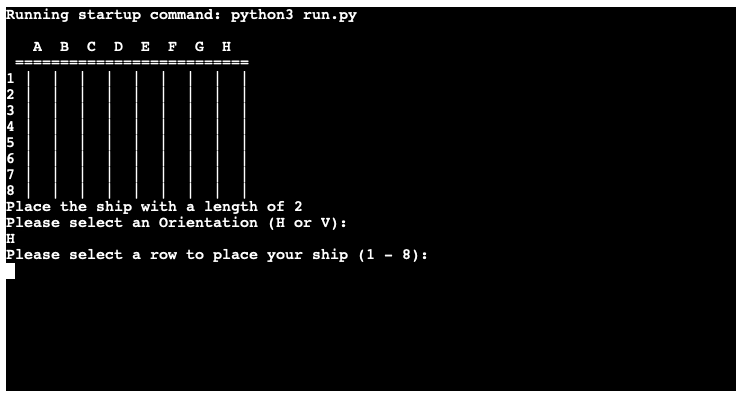 Running startup command: python3 run.py
A B C D E F G H
=========================
1 | | | | | | | | |
2 | | | | | | | | |
3 | | | | | | | | |
4 | | | | | | | | |
5 | | | | | | | | |
6 | | | | | | | | |
7 | | | | | | | | |
8 | | | | | | | | |
Place the ship with a length of 2
Please select an Orientation (H or V):
H
Please select a row to place your ship (1 - 8):